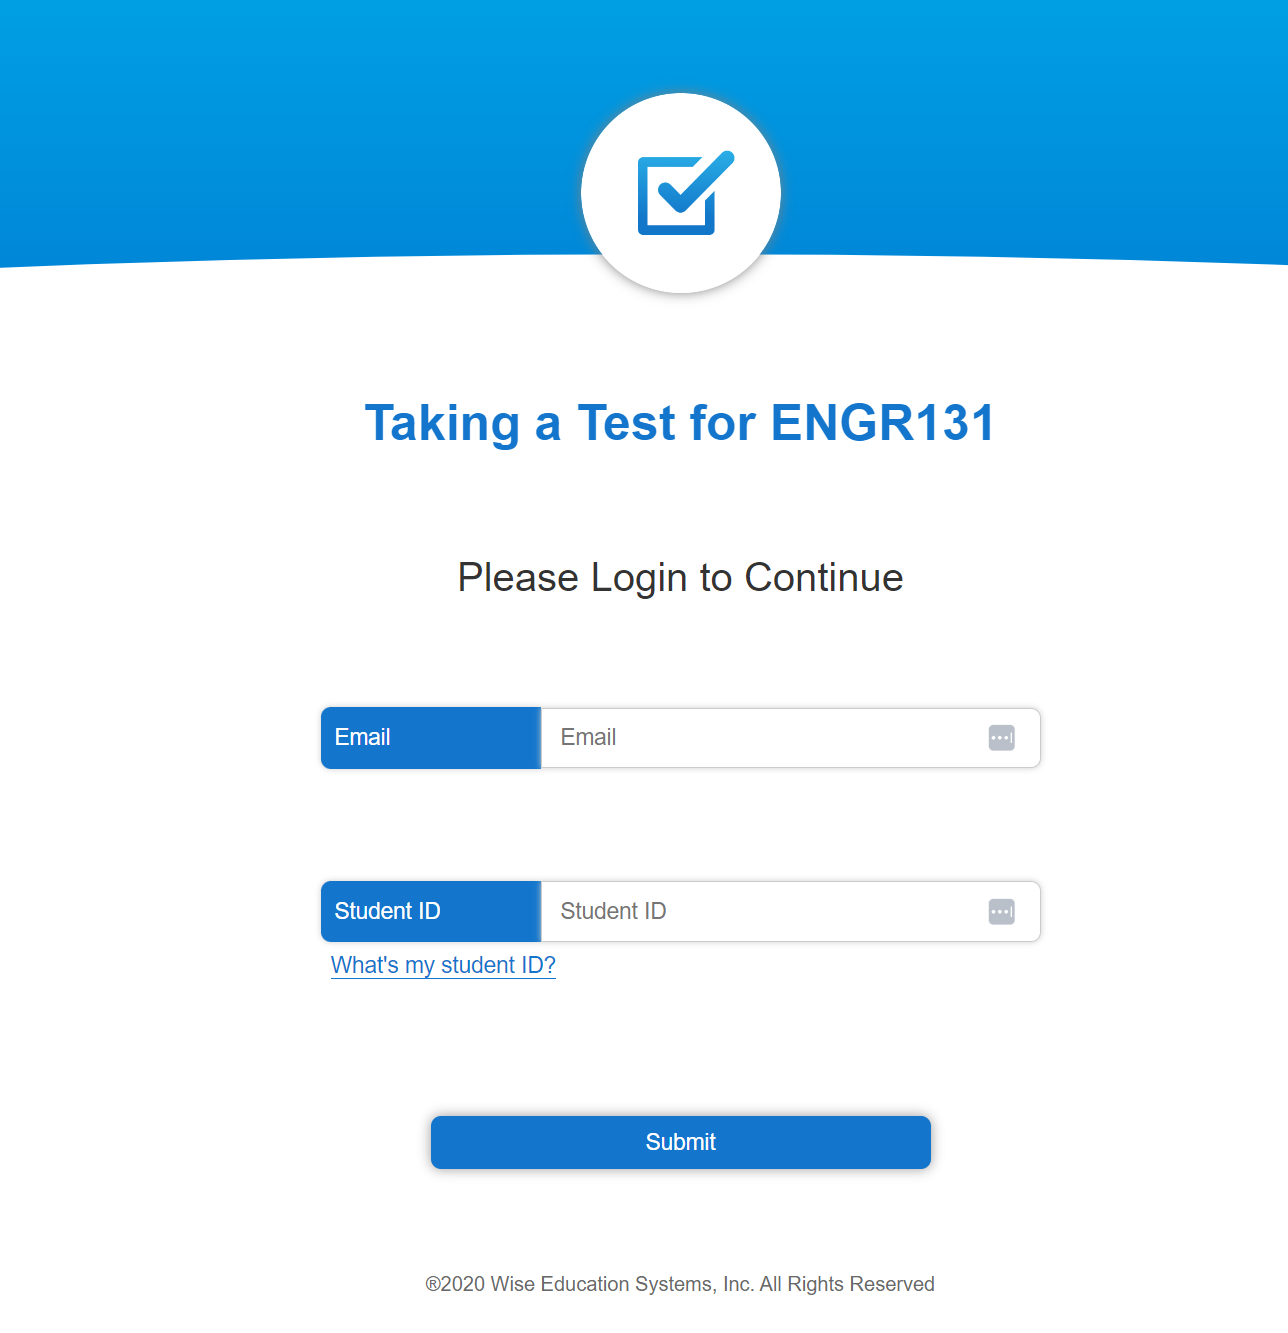 Taking a Test for ENGR131
Please Login to Continue
Email Email
Student ID Student ID
What's my student ID?
Submit
®2020 Wise Education Systems, Inc. All Rights Reserved